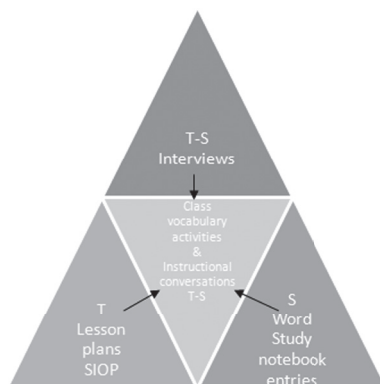 T-S
Interviews
Class
vocabulary
activities
&
Instructional
conversations
T-S
T
Lesson
plans
SIOP
S
Word
Study
notebook
entries